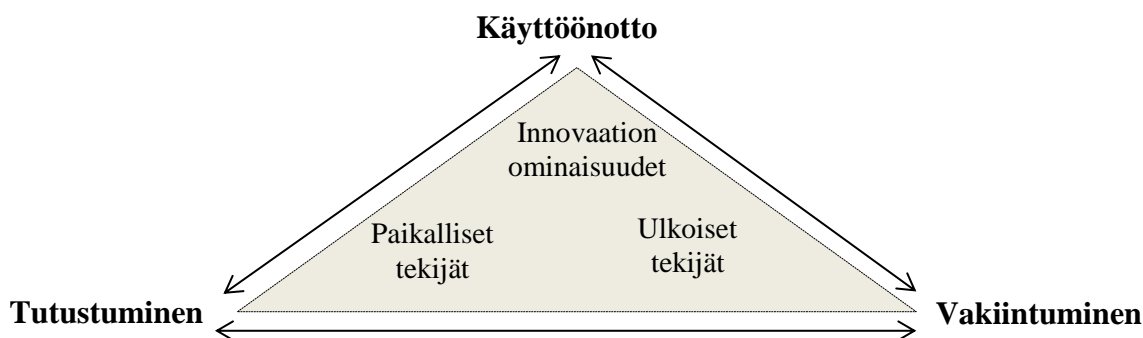 Käyttöönotto
Innovaation
ominaisuudet
Paikalliset
tekijät
Ulkoiset
tekijät
Tutustuminen
Vakiintuminen